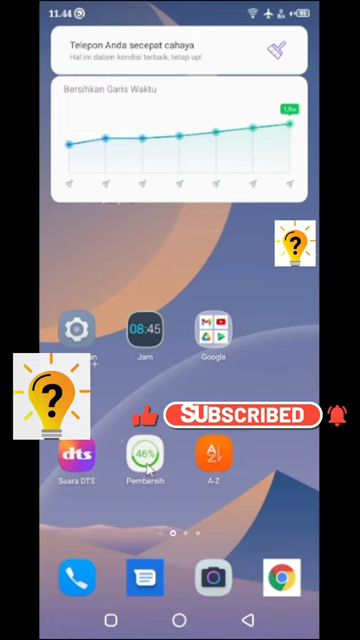 11.44
Telepon Anda secepat cahaya
Hal ini dalam kondisi terbaik, tetap up!
Bersihkan Garis Waktu
08:45
Jam
Google
SUBSCRIBED
dts
46%
A
Z
Suara DTS
Pembersih
A-Z